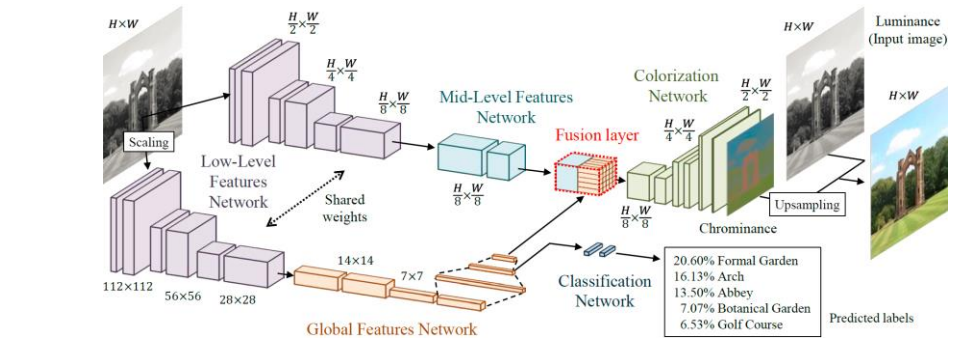 H×W
H/2×W/2
H/4×W/4
H/8×W/8
Scaling
Low-Level
Features
Network
Mid-Level Features
Network
H/8×W/8
Fusion layer
Colorization
Network
H/8×W/8
H/4×W/4
H/2×W/2
Chrominance
H×W
Luminance
(Input image)
H×W
Upsampling
Shared
weights
112×112
56×56
28×28
14×14
7×7
Global Features Network
Classification
Network
20.60% Formal Garden
16.13% Arch
13.50% Abbey
7.07% Botanical Garden
6.53% Golf Course
Predicted labels